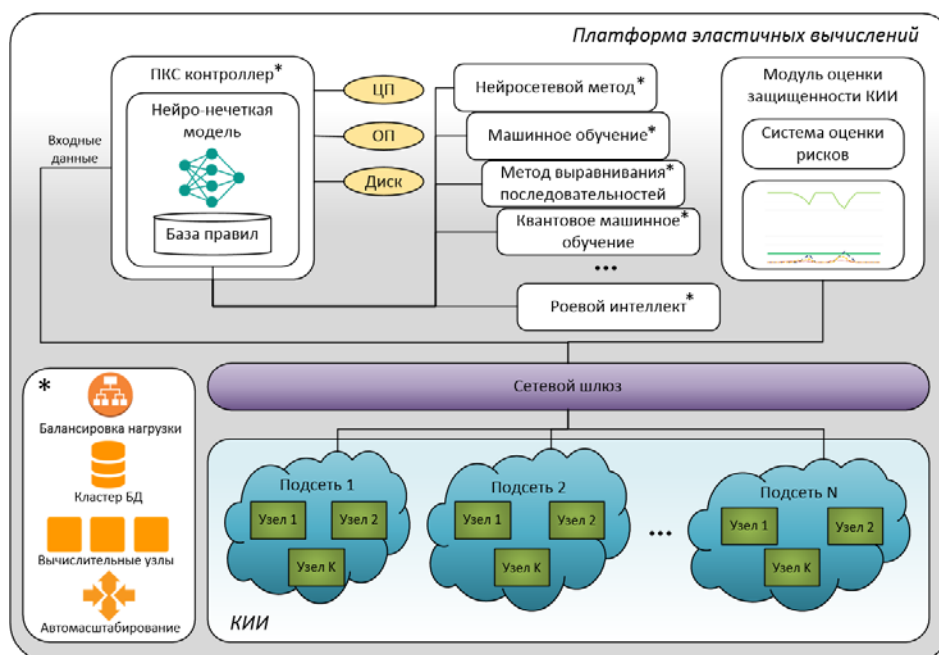 Платформа эластичных вычислений
ПКС контроллер*
Нейро-нечеткая
модель
База правил
Входные
данные
ЦП
ОП
Диск
Нейросетевой метод*
Машинное обучение*
Метод выравнивания*
последовательностей
Квантовое машинное*
обучение
...
Роевой интеллект*
Модуль оценки
защищенности КИИ
Система оценки
рисков
Сетевой шлюз
*
Балансировка нагрузки
Кластер БД
Вычислительные узлы
Автомасштабирование
Подсеть 1
Узел 1
Узел 2
Узел К
Подсеть 2
Узел 1
Узел 2
Узел К
...
Подсеть N
Узел 1
Узел 2
Узел К
КИИ